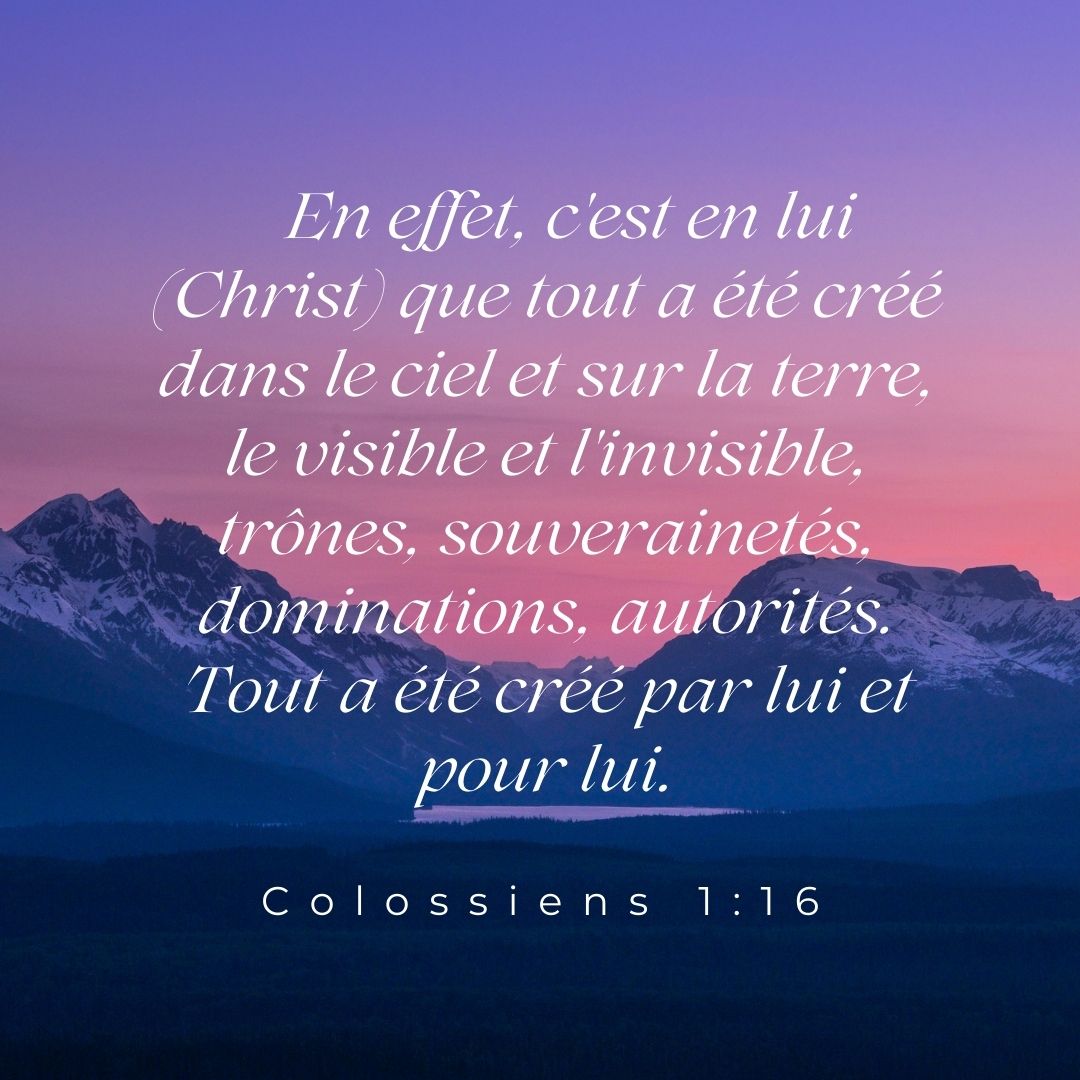 En effet, c'est en lui
(Christ) que tout a été créé
dans le ciel et sur la terre,
le visible et l'invisible,
trônes, souverainetés,
dominations, autorités.
Tout a été créé par lui et
pour lui.
Colossiens 1:16